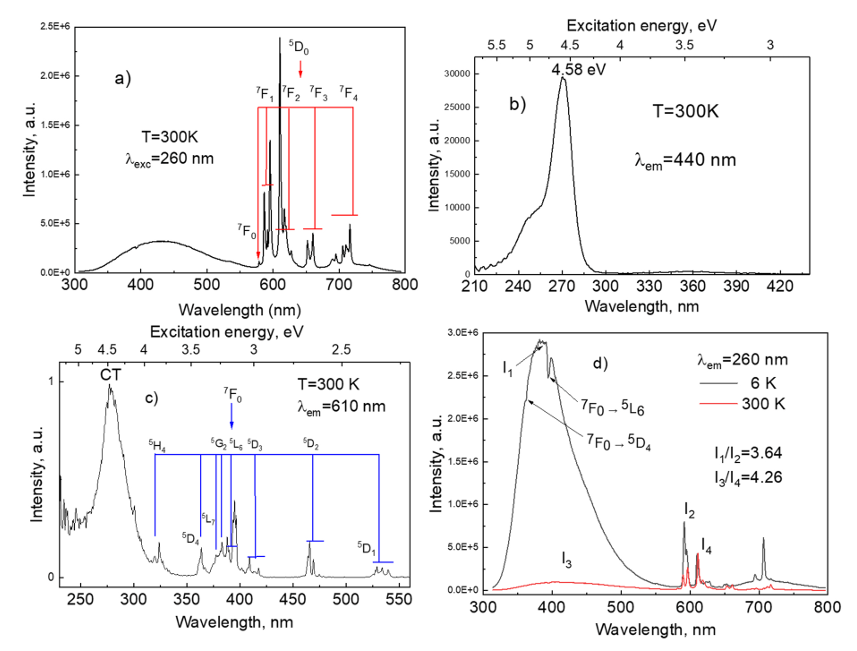 2.5E+6
2.0E+6
1.5E+6
1.0E+6
5.0E+5
0.0E+0
Intensity, a.u.
a)
⁵D₀
⁷F₁ ⁷F₂ ⁷F₃ ⁷F₄
T=300K
λexc=260 nm
⁷F₀
300 400 500 600 700 800
Wavelength (nm)
Excitation energy, eV
5.5 5 4.5 4 3.5 3
30000
25000
20000
15000
10000
5000
0
Intensity, a.u.
4.58 eV
b)
T=300K
λem=440 nm
210 240 270 300 330 360 390 420
Wavelength, nm
Excitation energy, eV
5 4.5 4 3.5 3 2.5
1
0
Intensity, a.u.
CT
c)
T=300 K
λem=610 nm
⁷F₀
⁵H₄ ⁵G₂ ⁵L₆ ⁵D₃ ⁵D₂
⁵L₇
⁵D₄ ⁵D₁
250 300 350 400 450 500 550
Wavelength, nm
3.0E+6
2.5E+6
2.0E+6
1.5E+6
1.0E+6
5.0E+5
0.0E+0
Intensity, a.u.
d)
λem=260 nm
6 K
300 K
I₁
⁷F₀→⁵L₆
⁷F₀→⁵D₄
I₁/I₂=3.64
I₃/I₄=4.26
I₂
I₄
I₃
300 400 500 600 700 800
Wavelength, nm